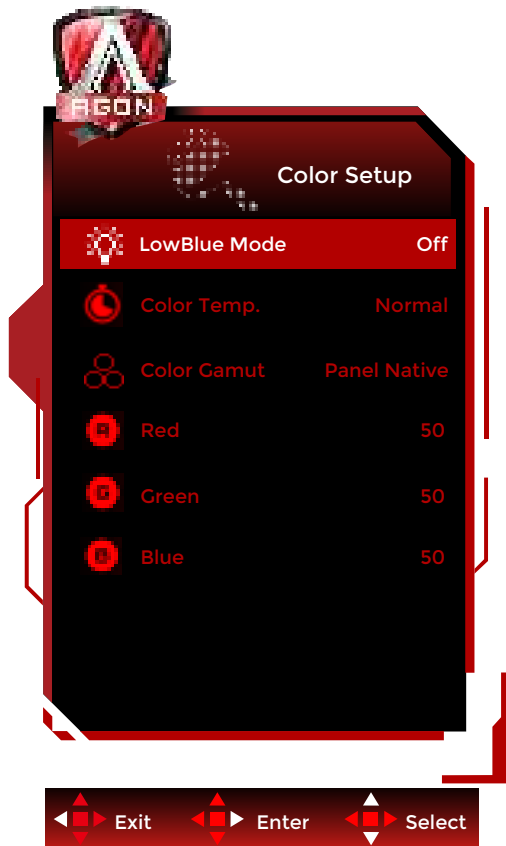 AGON
Color Setup
LowBlue Mode Off
Color Temp. Normal
Color Gamut Panel Native
R Red 50
G Green 50
B Blue 50
Exit Enter Select